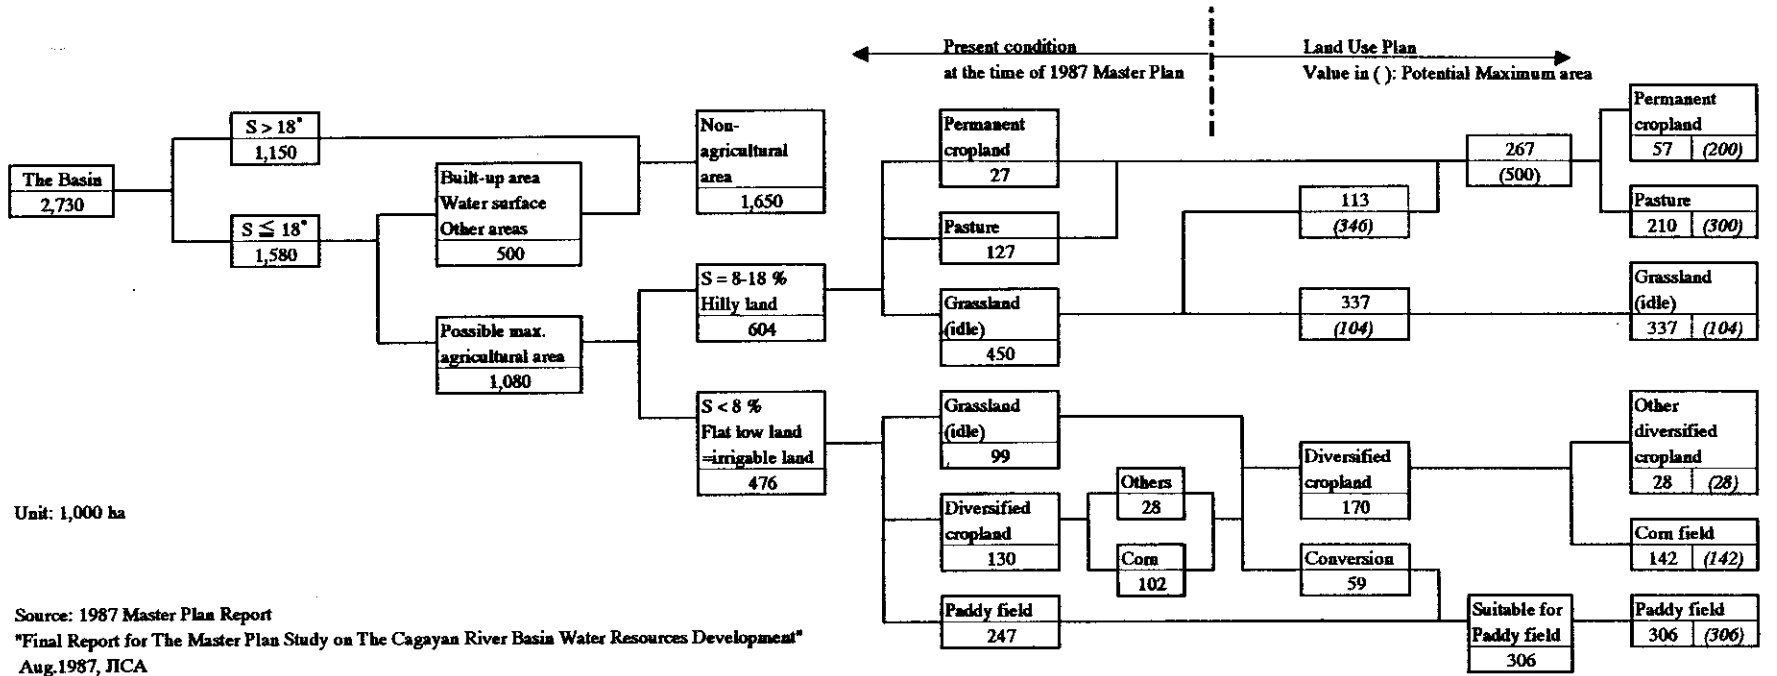 Present condition
at the time of 1987 Master Plan
Land Use Plan
Value in ( ): Potential Maximum area
The Basin
2,730
S > 18°
1,150
S ≦ 18°
1,580
Built-up area
Water surface
Other areas
500
Possible max.
agricultural area
1,080
Non-
agricultural
area
1,650
S = 8-18 %
Hilly land
604
S < 8 %
Flat low land
=irrigable land
476
Permanent
cropland
27
Pasture
127
Grassland
(idle)
450
Grassland
(idle)
99
Diversified
cropland
130
Paddy field
247
Others
28
Corn
102
113
(346)
337
(104)
Diversified
cropland
170
Conversion
59
267
(500)
Suitable for
Paddy field
306
Permanent
cropland
57 (200)
Pasture
210 (300)
Grassland
(idle)
337 (104)
Other
diversified
cropland
28 (28)
Corn field
142 (142)
Paddy field
306 (306)
Unit: 1,000 ha
Source: 1987 Master Plan Report
"Final Report for The Master Plan Study on The Cagayan River Basin Water Resources Development"
Aug.1987, JICA